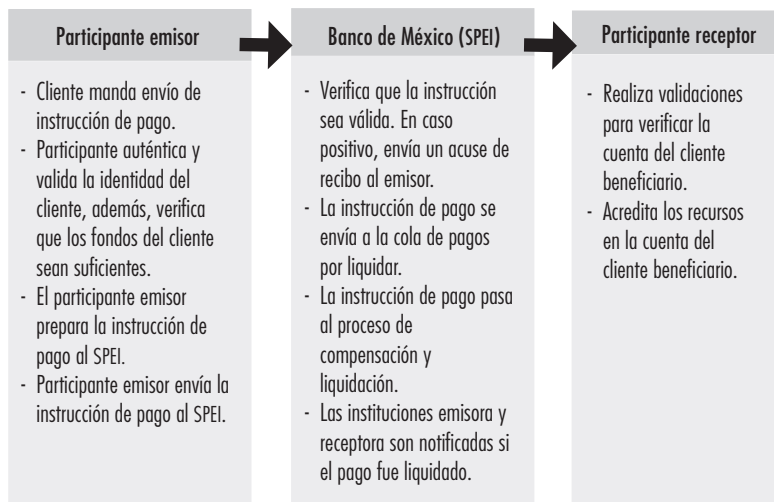 Participante emisor
- Cliente manda envío de
instrucción de pago.
- Participante auténtica y
valida la identidad del
cliente, además, verifica
que los fondos del cliente
sean suficientes.
- El participante emisor
prepara la instrucción de
pago al SPEI.
- Participante emisor envía la
instrucción de pago al SPEI.
Banco de México (SPEI)
- Verifica que la instrucción
sea válida. En caso
positivo, envía un acuse de
recibo al emisor.
- La instrucción de pago se
envía a la cola de pagos
por liquidar.
- La instrucción de pago pasa
al proceso de
compensación y
liquidación.
- Las instituciones emisora y
receptora son notificadas si
el pago fue liquidado.
Participante receptor
- Realiza validaciones
para verificar la
cuenta del cliente
beneficiario.
- Acredita los recursos
en la cuenta del
cliente beneficiario.